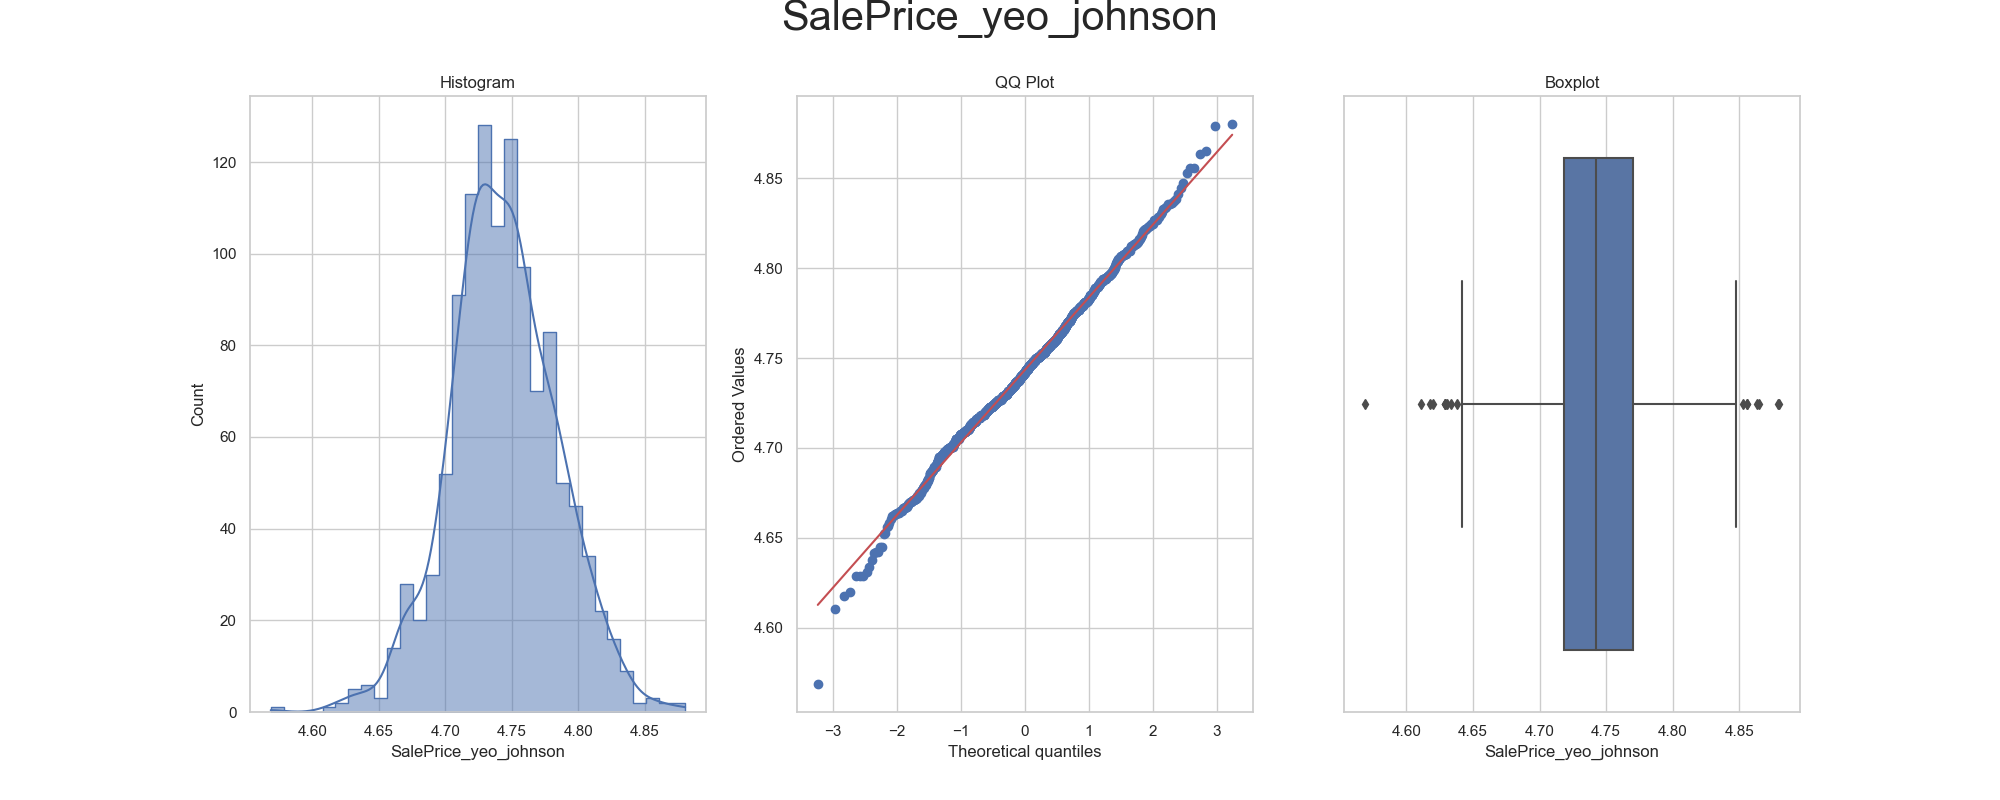 SalePrice_yeo_johnson
Histogram
120
100
80
60
40
20
0
Count
4.60 4.65 4.70 4.75 4.80 4.85
SalePrice_yeo_johnson
QQ Plot
4.85
4.80
4.75
4.70
4.65
4.60
Ordered Values
−3 −2 −1 0 1 2 3
Theoretical quantiles
Boxplot
4.60 4.65 4.70 4.75 4.80 4.85
SalePrice_yeo_johnson